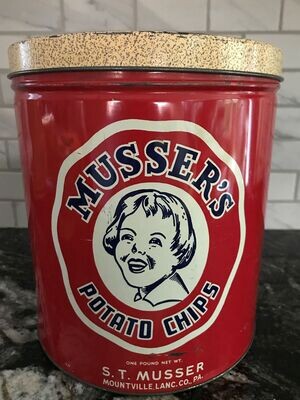 MUSSER'S
POTATO CHIPS
ONE POUND NET WT.
S. T. MUSSER
MOUNTVILLE, LANC. CO., PA.